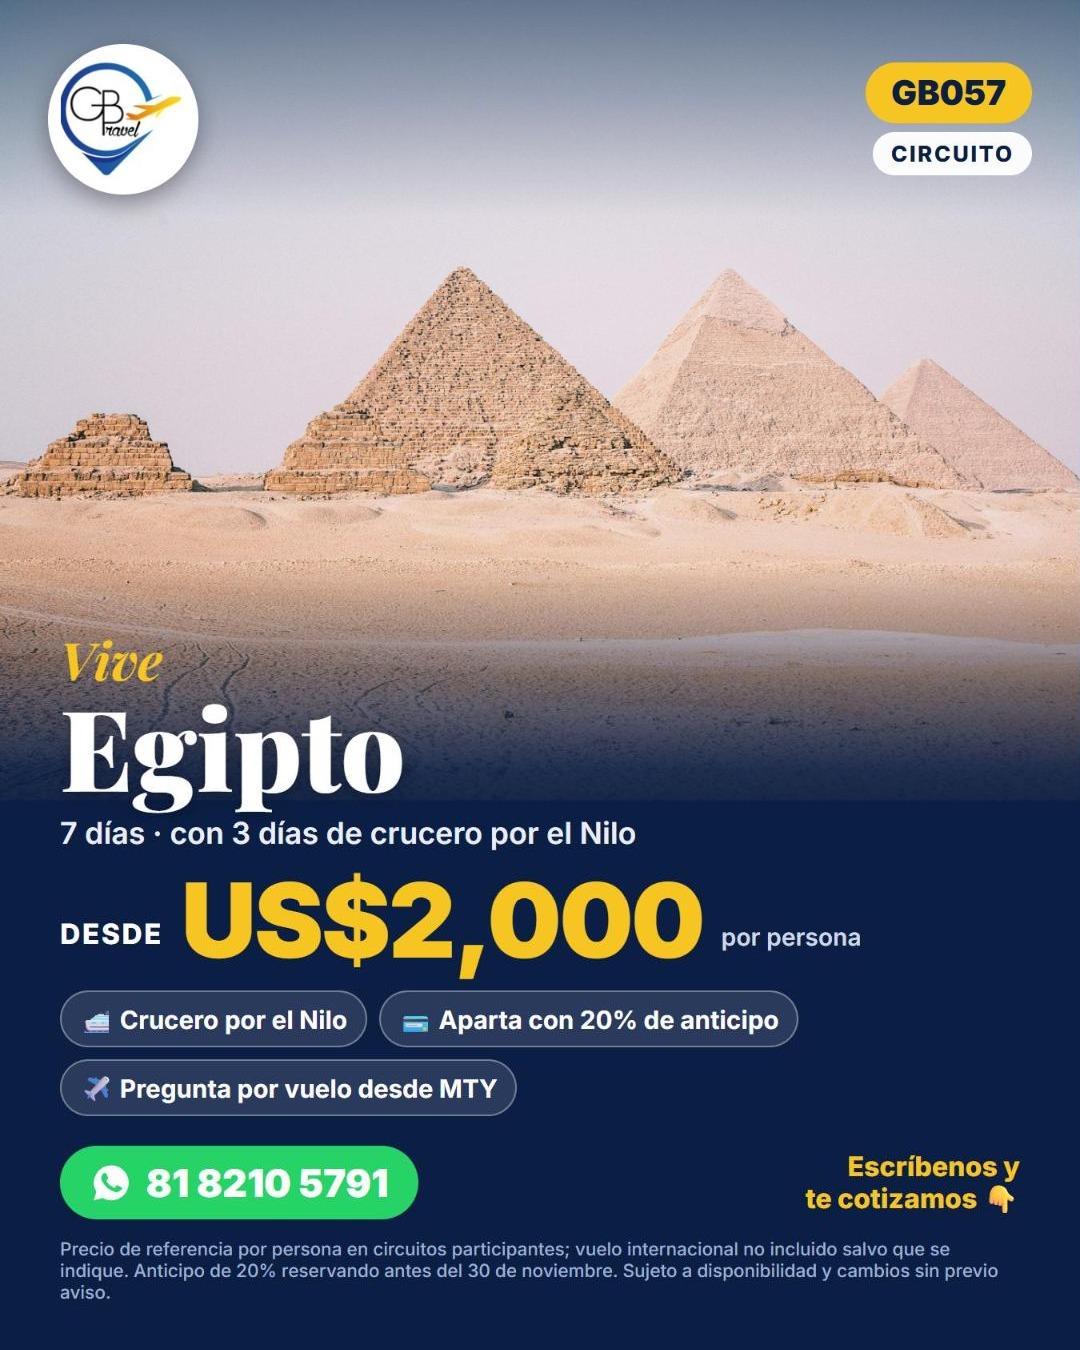 GB
Travel
GB057
CIRCUITO
Vive
Egipto
7 días · con 3 días de crucero por el Nilo
DESDE US$2,000 por persona
Crucero por el Nilo
Aparta con 20% de anticipo
Pregunta por vuelo desde MTY
81 8210 5791
Escríbenos y
te cotizamos 👇
Precio de referencia por persona en circuitos participantes; vuelo internacional no incluido salvo que se
indique. Anticipo de 20% reservando antes del 30 de noviembre. Sujeto a disponibilidad y cambios sin previo
aviso.